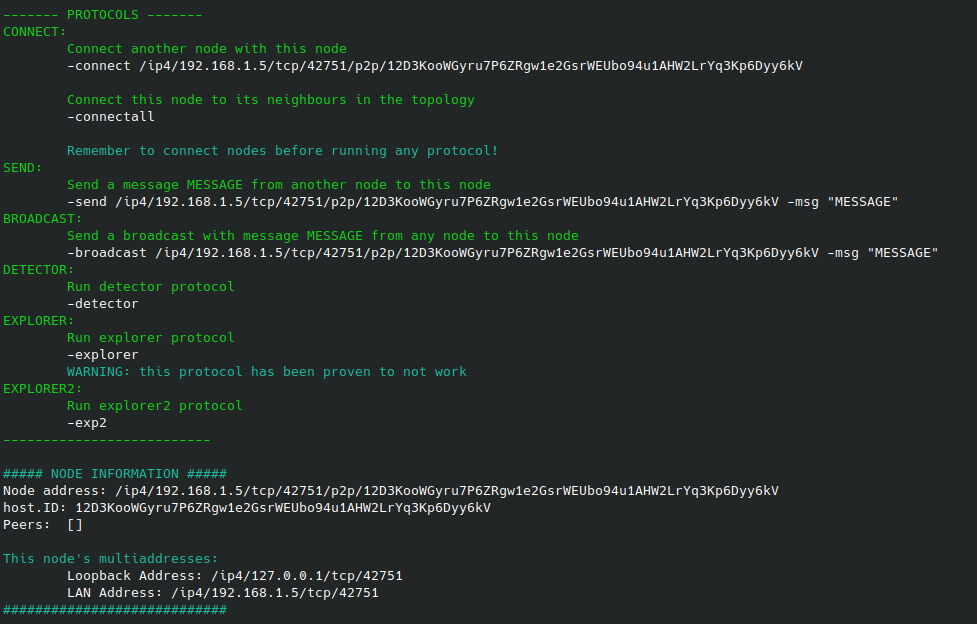 ------- PROTOCOLS -------
CONNECT:
Connect another node with this node
-connect /ip4/192.168.1.5/tcp/42751/p2p/12D3KooWGyru7P6ZRgw1e2GsrWEUbo94u1AHW2LrYq3Kp6Dyy6kV
Connect this node to its neighbours in the topology
-connectall
Remember to connect nodes before running any protocol!
SEND:
Send a message MESSAGE from another node to this node
-send /ip4/192.168.1.5/tcp/42751/p2p/12D3KooWGyru7P6ZRgw1e2GsrWEUbo94u1AHW2LrYq3Kp6Dyy6kV -msg "MESSAGE"
BROADCAST:
Send a broadcast with message MESSAGE from any node to this node
-broadcast /ip4/192.168.1.5/tcp/42751/p2p/12D3KooWGyru7P6ZRgw1e2GsrWEUbo94u1AHW2LrYq3Kp6Dyy6kV -msg "MESSAGE"
DETECTOR:
Run detector protocol
-detector
EXPLORER:
Run explorer protocol
-explorer
WARNING: this protocol has been proven to not work
EXPLORER2:
Run explorer2 protocol
-exp2
--------------------------
##### NODE INFORMATION #####
Node address: /ip4/192.168.1.5/tcp/42751/p2p/12D3KooWGyru7P6ZRgw1e2GsrWEUbo94u1AHW2LrYq3Kp6Dyy6kV
host.ID: 12D3KooWGyru7P6ZRgw1e2GsrWEUbo94u1AHW2LrYq3Kp6Dyy6kV
Peers:  []
This node's multiaddresses:
Loopback Address: /ip4/127.0.0.1/tcp/42751
LAN Address: /ip4/192.168.1.5/tcp/42751
############################